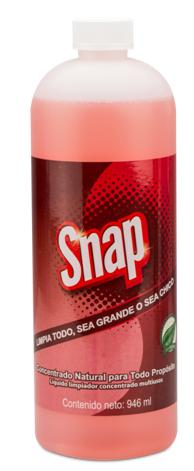 Snap
LIMPIA TODO, SEA GRANDE O SEA CHICO
Concentrado Natural para Todo Propósito
Líquido limpiador concentrado multiusos
Contenido neto: 946 ml